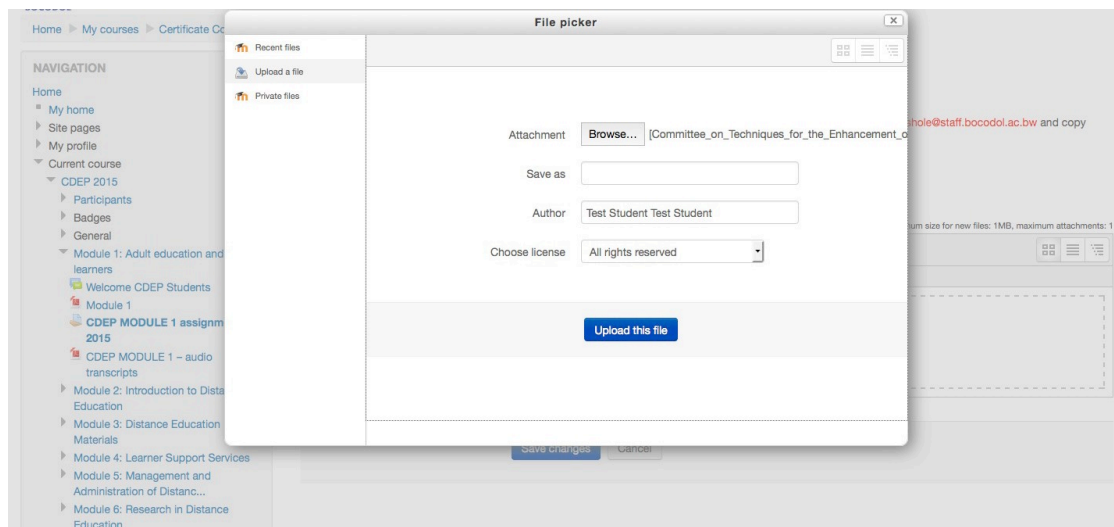 File picker
Home My courses Certificate Co
Recent files
Upload a file
Private files
NAVIGATION
Home
My home
Site pages
My profile
Current course
CDEP 2015
Participants
Badges
General
Module 1: Adult education and
learners
Welcome CDEP Students
Module 1
CDEP MODULE 1 assignm
2015
CDEP MODULE 1 – audio
transcripts
Module 2: Introduction to Dista
Education
Module 3: Distance Education
Materials
Module 4: Learner Support Services
Module 5: Management and
Administration of Distanc...
Module 6: Research in Distance
Education
Attachment Browse... [Committee_on_Techniques_for_the_Enhancement_o
Save as
Author Test Student Test Student
Choose license All rights reserved
Upload this file
hole@staff.bocodol.ac.bw and copy
um size for new files: 1MB, maximum attachments: 1
Save changes Cancel